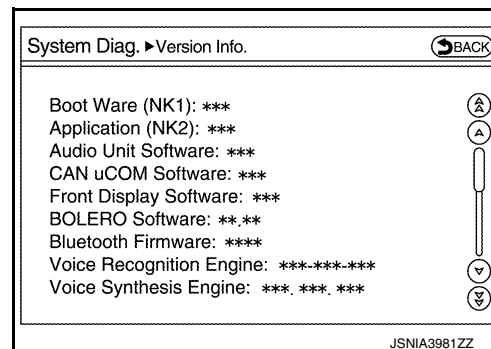 System Diag. ▶Version Info.
BACK
Boot Ware (NK1): ***
Application (NK2): ***
Audio Unit Software: ***
CAN uCOM Software: ***
Front Display Software: ***
BOLERO Software: **.**
Bluetooth Firmware: ****
Voice Recognition Engine: ***-***-***
Voice Synthesis Engine: ***. ***. ***
JSNIA3981ZZ